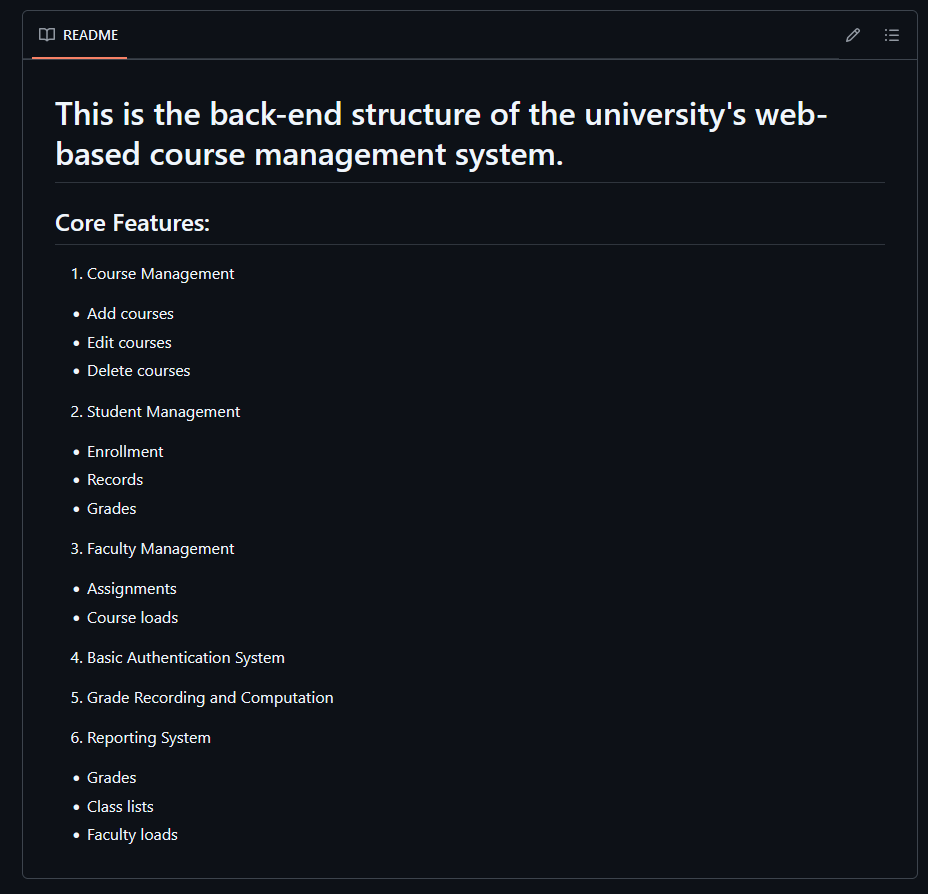 README
This is the back-end structure of the university's web-
based course management system.
Core Features:
1. Course Management
• Add courses
• Edit courses
• Delete courses
2. Student Management
• Enrollment
• Records
• Grades
3. Faculty Management
• Assignments
• Course loads
4. Basic Authentication System
5. Grade Recording and Computation
6. Reporting System
• Grades
• Class lists
• Faculty loads